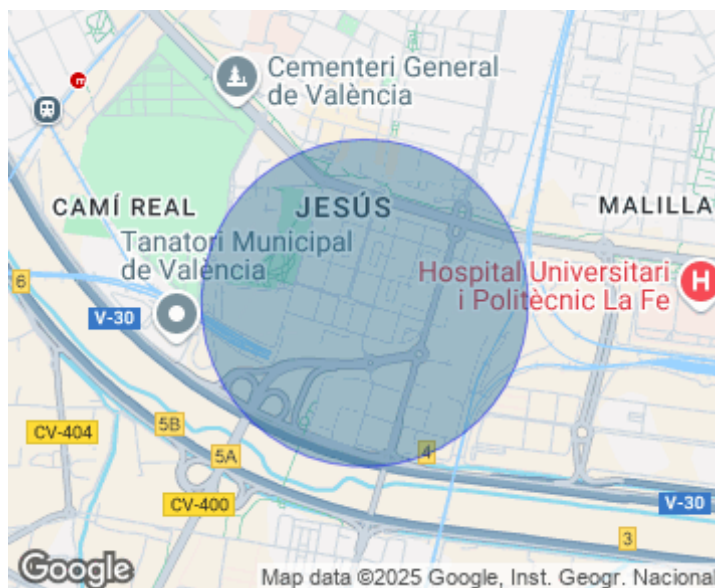 Cementeri General
de València
m
CAMÍ REAL
JESÚS
MALILLA
Tanatori Municipal
de València
Hospital Universitari
i Politècnic La Fe
H
6
V-30
5B
CV-404
5A
4
CV-400
V-30
3
Google
Map data ©2025 Google, Inst. Geogr. Nacional